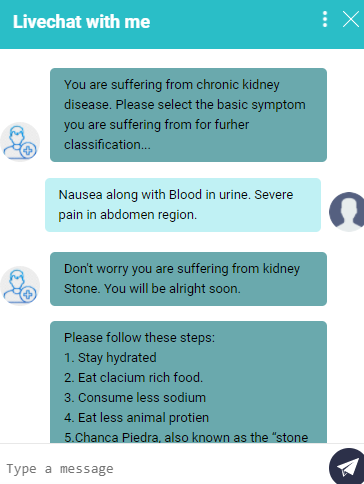 Livechat with me
You are suffering from chronic kidney
disease. Please select the basic symptom
you are suffering from for furher
classification...
Nausea along with Blood in urine. Severe
pain in abdomen region.
Don't worry you are suffering from kidney
Stone. You will be alright soon.
Please follow these steps:
1. Stay hydrated
2. Eat clacium rich food.
3. Consume less sodium
4. Eat less animal protien
5.Chanca Piedra, also known as the “stone
Type a message